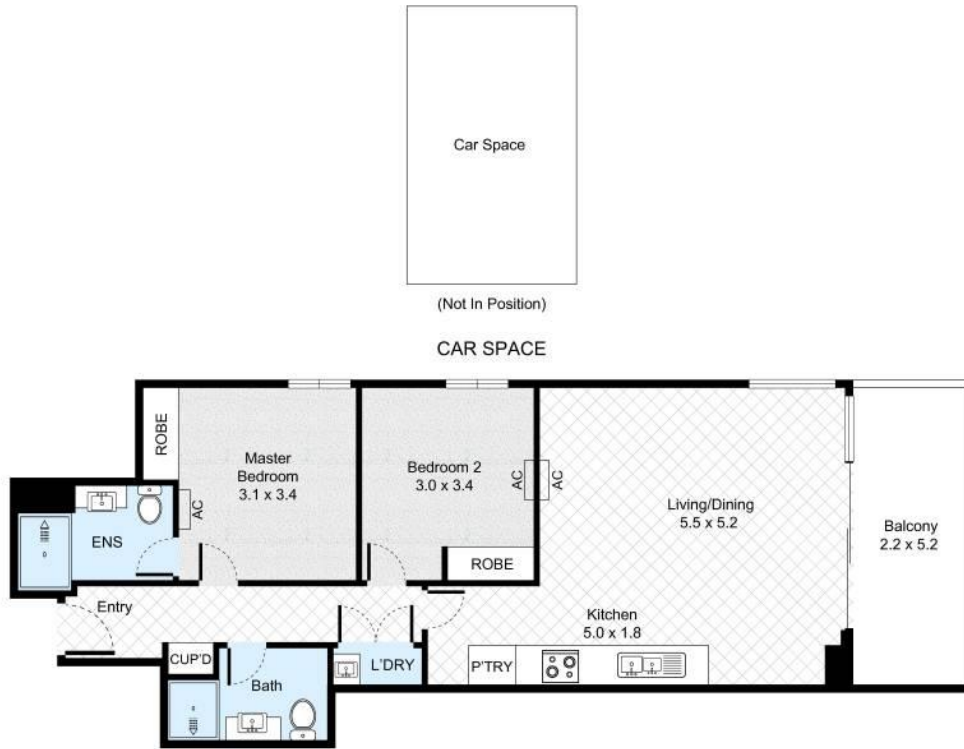 Car Space
(Not In Position)
CAR SPACE
ROBE
Master
Bedroom
3.1 x 3.4
AC
Bedroom 2
3.0 x 3.4
AC
AC
ROBE
Living/Dining
5.5 x 5.2
Balcony
2.2 x 5.2
ENS
Entry
Kitchen
5.0 x 1.8
CUP'D
Bath
L'DRY
P'TRY